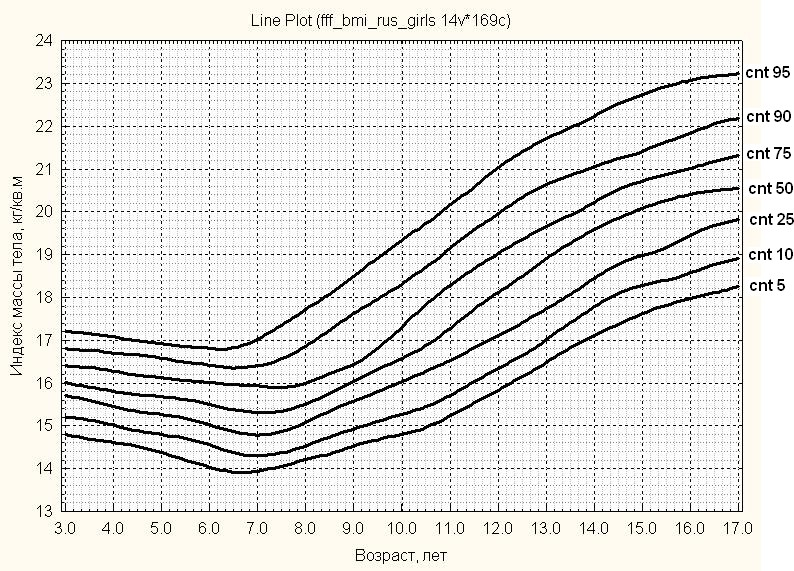 Line Plot (fff_bmi_rus_girls 14v*169c)
24
23
22
21
20
19
18
17
16
15
14
13
Индекс массы тела, кг/кв.м
cnt 95
cnt 90
cnt 75
cnt 50
cnt 25
cnt 10
cnt 5
3.0 4.0 5.0 6.0 7.0 8.0 9.0 10.0 11.0 12.0 13.0 14.0 15.0 16.0 17.0
Возраст, лет